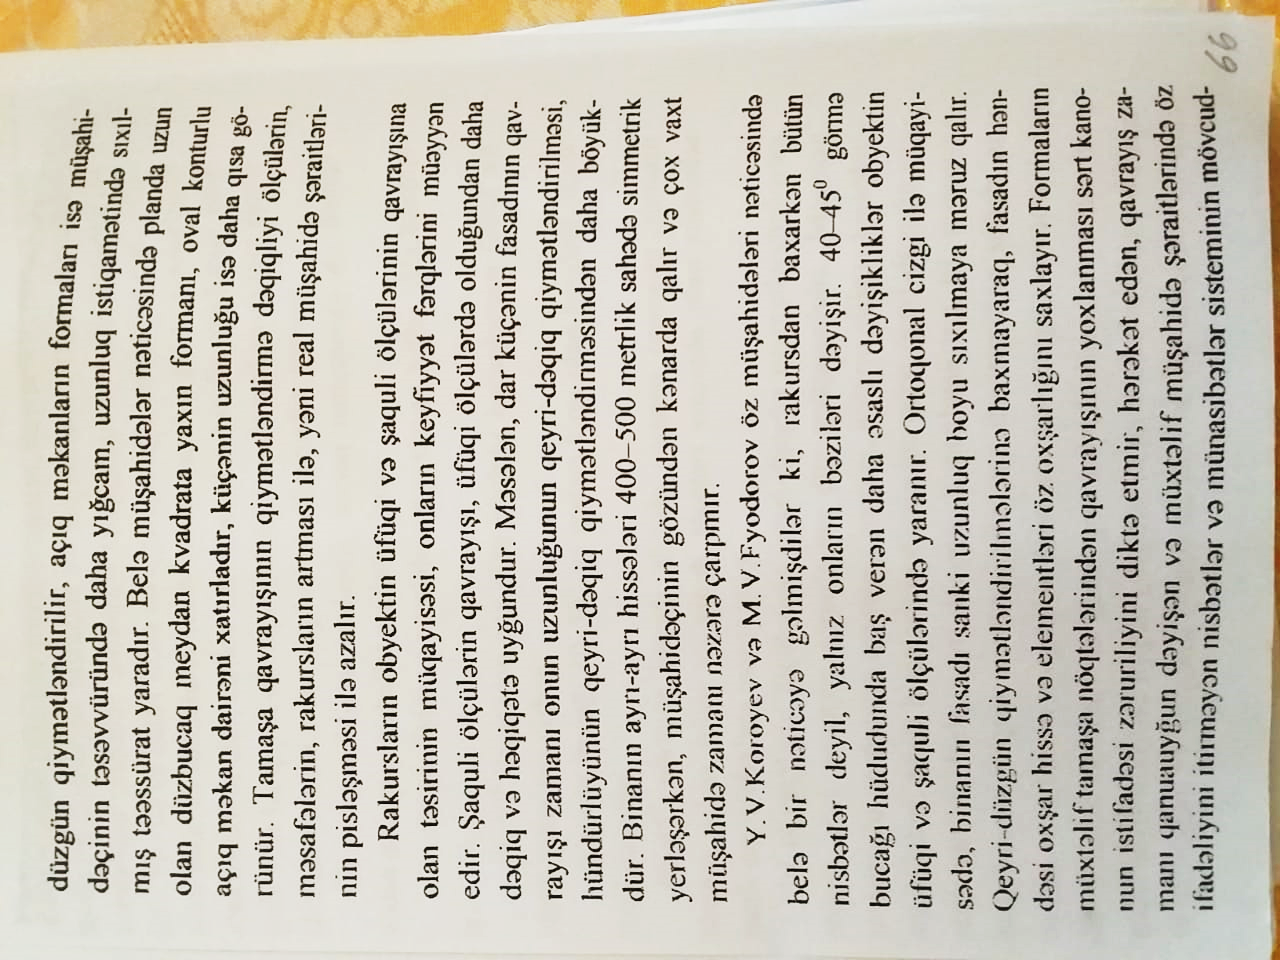 düzgün qiymətləndirilir, açıq məkanların formaları isə müşahi-
dəçinin təsəvvüründə daha yığcam, uzunluq istiqamətində sıxıl-
mış təəssürat yaradır. Belə müşahidələr nəticəsində planda uzun
olan düzbucaq meydan kvadrata yaxın formanı, oval konturlu
açıq məkan dairəni xatırladır, küçənin uzunluğu isə daha qısa gö-
rünür. Tamaşa qavrayışının qiymətləndirmə dəqiqliyi ölçülərin,
məsafələrin, rakursların artması ilə, yəni real müşahidə şəraitləri-
nin pisləşməsi ilə azalır.
Rakursların obyektin üfüqi və şaquli ölçülərinin qavrayışına
olan təsirinin müqayisəsi, onların keyfiyyət fərqlərini müəyyən
edir. Şaquli ölçülərin qavrayışı, üfüqi ölçülərdə olduğundan daha
dəqiq və həqiqətə uyğundur. Məsələn, dar küçənin fasadının qav-
rayışı zamanı onun uzunluğunun qeyri-dəqiq qiymətləndirilməsi,
hündürlüyünün qeyri-dəqiq qiymətləndirməsindən daha böyük-
dür. Binanın ayrı-ayrı hissələri 400–500 metrlik sahədə simmetrik
yerləşərkən, müşahidəçinin gözündən kənarda qalır və çox vaxt
müşahidə zamanı nəzərə çarpmır.
Y.V.Koroyev və M.V.Fyodorov öz müşahidələri nəticəsində
belə bir nəticəyə gəlmişdilər ki, rakursdan baxarkən bütün
nisbətlər deyil, yalnız onların bəziləri dəyişir. 40–45⁰ görmə
bucağı hüdudunda baş verən daha əsaslı dəyişikliklər obyektin
üfüqi və şaquli ölçülərində yaranır. Ortoqonal cizgi ilə müqayi-
sədə, binanın fasadı sanki uzunluq boyu sıxılmaya məruz qalır.
Qeyri-düzgün qiymətləndirilmələrinə baxmayaraq, fasadın hən-
dəsi oxşar hissə və elementləri öz oxşarlığını saxlayır. Formaların
müxtəlif tamaşa nöqtələrindən qavrayışının yoxlanması sərt kano-
nun istifadəsi zəruriliyini diktə etmir, hərəkət edən, qavrayış za-
manı qanunauyğun dəyişən və müxtəlif müşahidə şəraitlərində öz
ifadəliyini itirməyən nisbətlər və münasibətlər sisteminin mövcud-
99